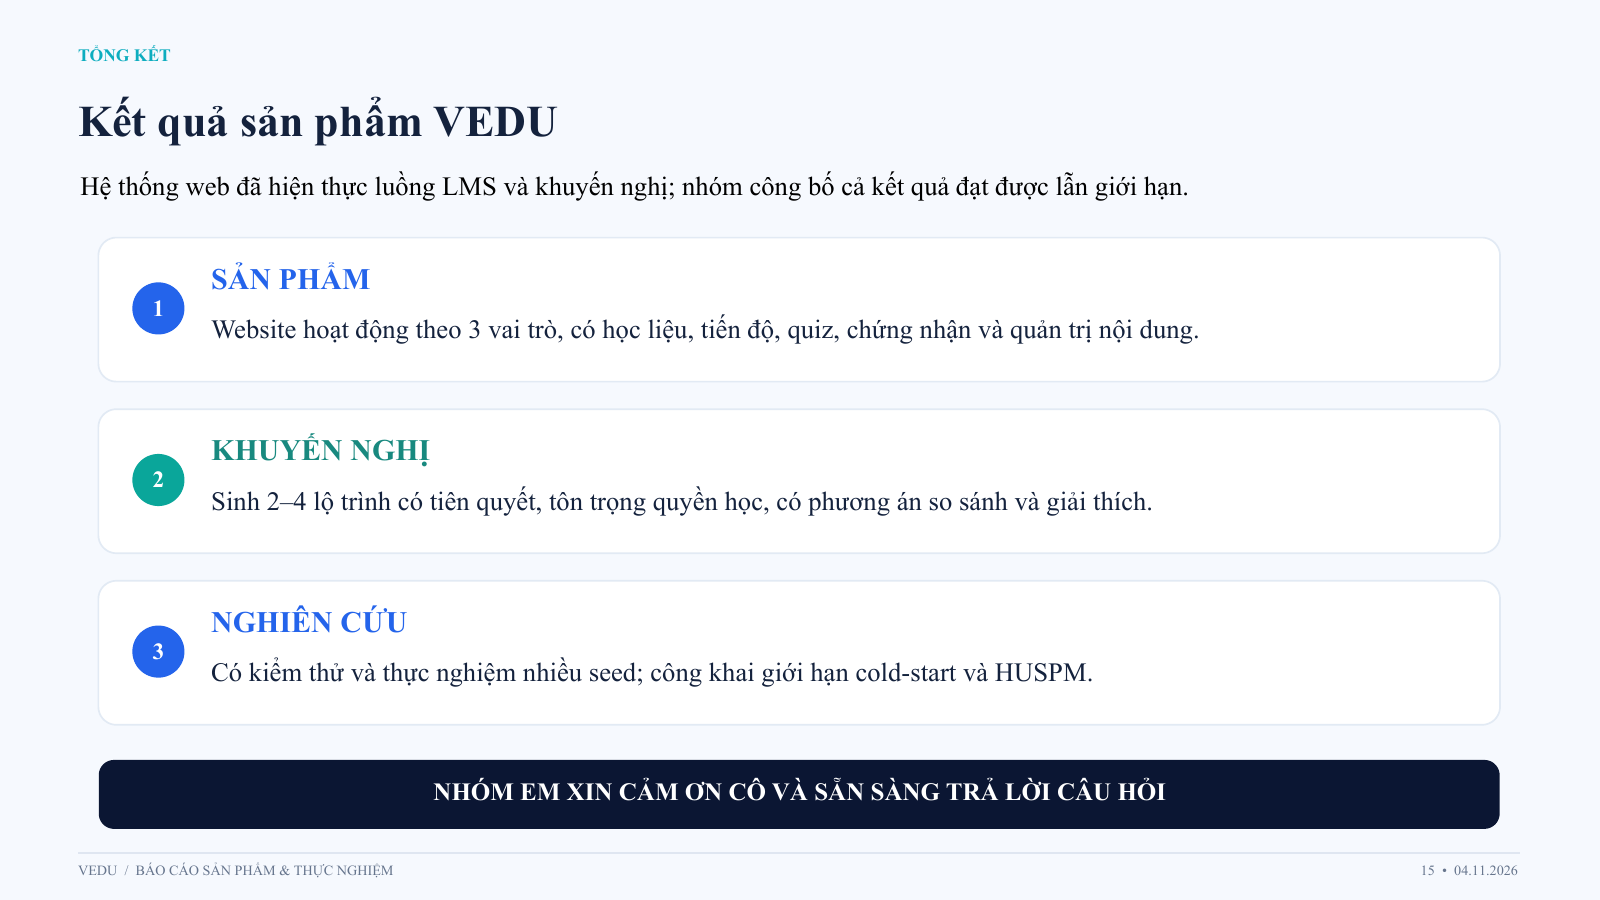 TỔNG KẾT
Kết quả sản phẩm VEDU
Hệ thống web đã hiện thực luồng LMS và khuyến nghị; nhóm công bố cả kết quả đạt được lẫn giới hạn.
1
SẢN PHẨM
Website hoạt động theo 3 vai trò, có học liệu, tiến độ, quiz, chứng nhận và quản trị nội dung.
2
KHUYẾN NGHỊ
Sinh 2–4 lộ trình có tiên quyết, tôn trọng quyền học, có phương án so sánh và giải thích.
3
NGHIÊN CỨU
Có kiểm thử và thực nghiệm nhiều seed; công khai giới hạn cold-start và HUSPM.
NHÓM EM XIN CẢM ƠN CÔ VÀ SẴN SÀNG TRẢ LỜI CÂU HỎI
VEDU / BÁO CÁO SẢN PHẨM & THỰC NGHIỆM
15 • 04.11.2026